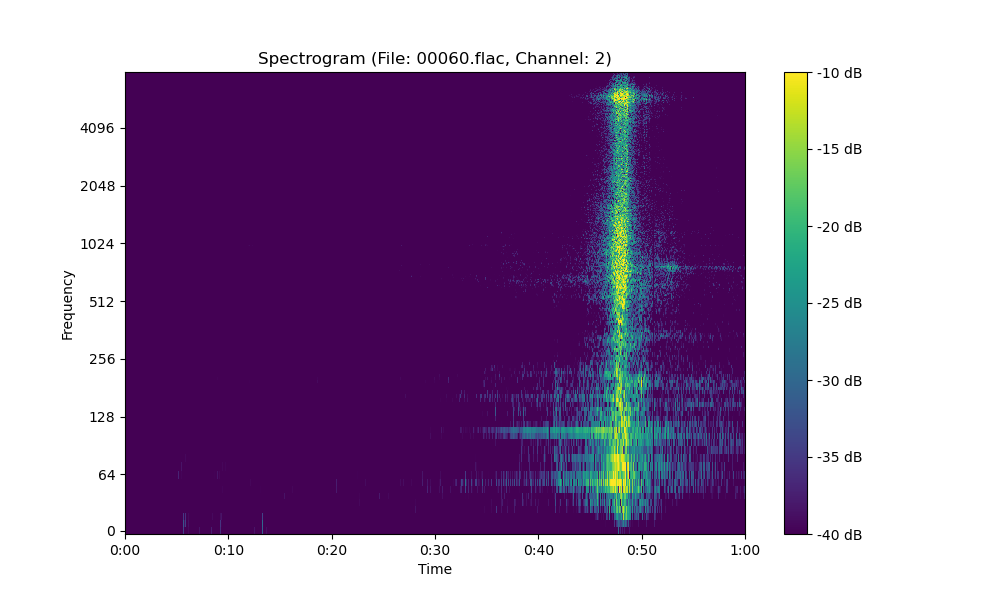 Spectrogram (File: 00060.flac, Channel: 2)
-10 dB
4096
-15 dB
2048
-20 dB
1024
Frequency
512
-25 dB
256
-30 dB
128
-35 dB
64
0
-40 dB
0:00 0:10 0:20 0:30 0:40 0:50 1:00
Time